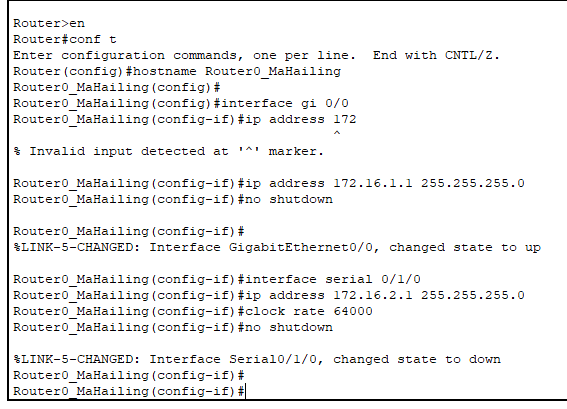 Router>en
Router#conf t
Enter configuration commands, one per line.  End with CNTL/Z.
Router(config)#hostname Router0_MaHailing
Router0_MaHailing(config)#
Router0_MaHailing(config)#interface gi 0/0
Router0_MaHailing(config-if)#ip address 172
^
% Invalid input detected at '^' marker.
Router0_MaHailing(config-if)#ip address 172.16.1.1 255.255.255.0
Router0_MaHailing(config-if)#no shutdown
Router0_MaHailing(config-if)#
%LINK-5-CHANGED: Interface GigabitEthernet0/0, changed state to up
Router0_MaHailing(config-if)#interface serial 0/1/0
Router0_MaHailing(config-if)#ip address 172.16.2.1 255.255.255.0
Router0_MaHailing(config-if)#clock rate 64000
Router0_MaHailing(config-if)#no shutdown
%LINK-5-CHANGED: Interface Serial0/1/0, changed state to down
Router0_MaHailing(config-if)#
Router0_MaHailing(config-if)#